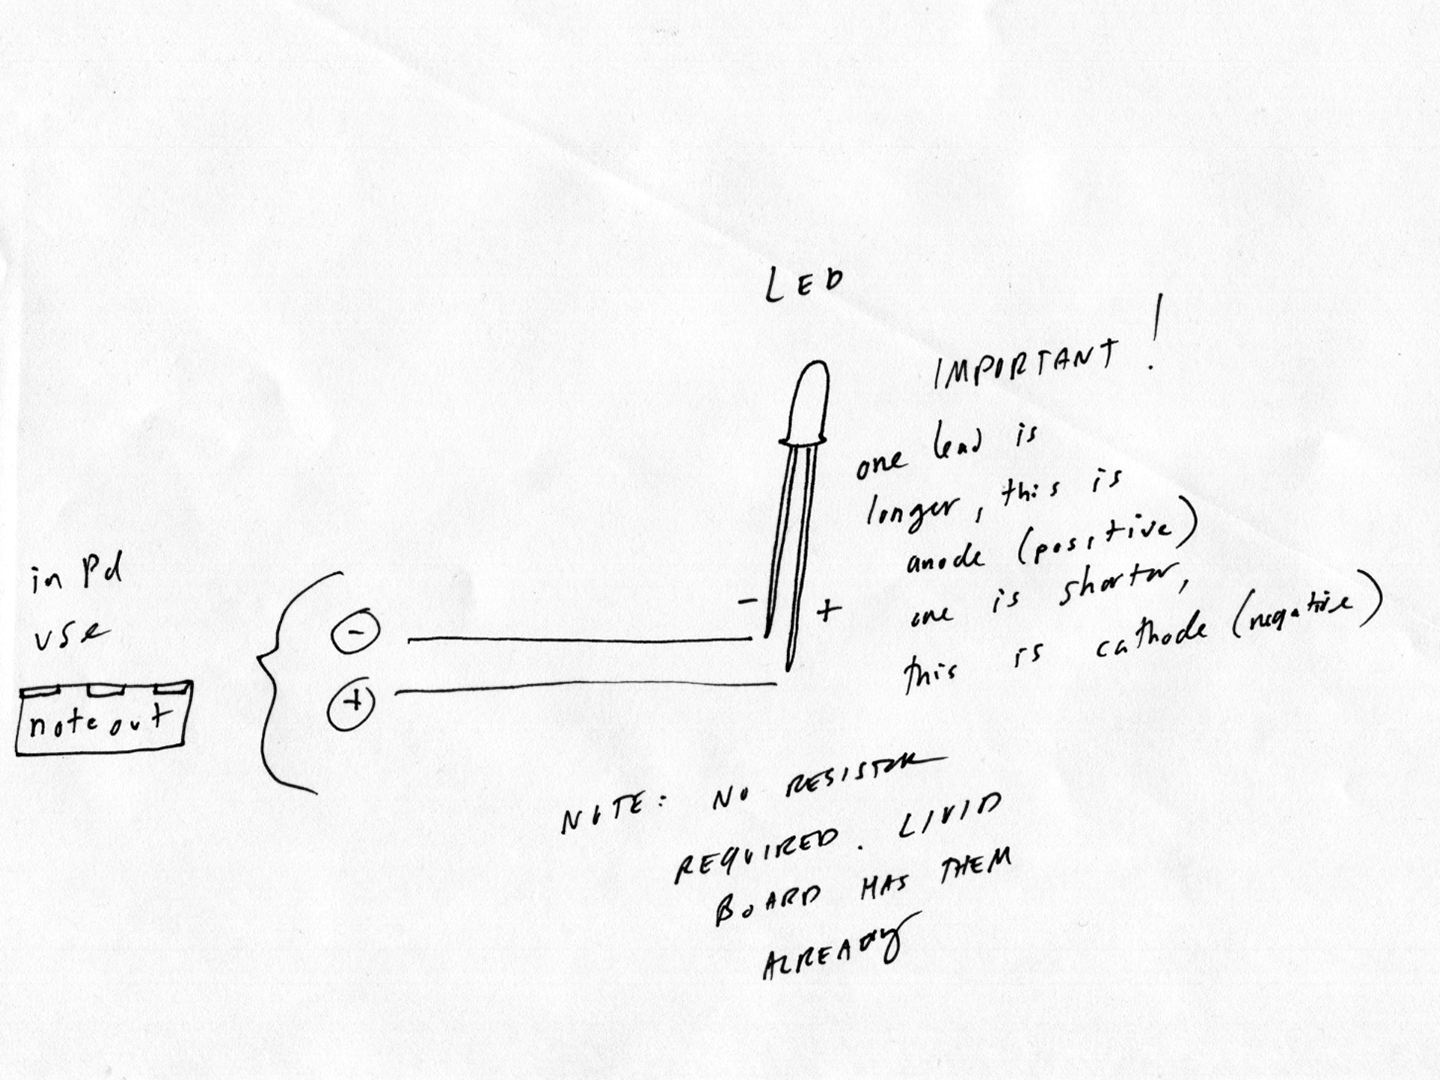 LED
IMPORTANT!
one lead is
longer, this is
anode (positive)
one is shorter,
this is cathode (negative)
in Pd
use
noteout
-
+
-
+
NOTE: NO RESISTOR
REQUIRED. LIVID
BOARD HAS THEM
ALREADY